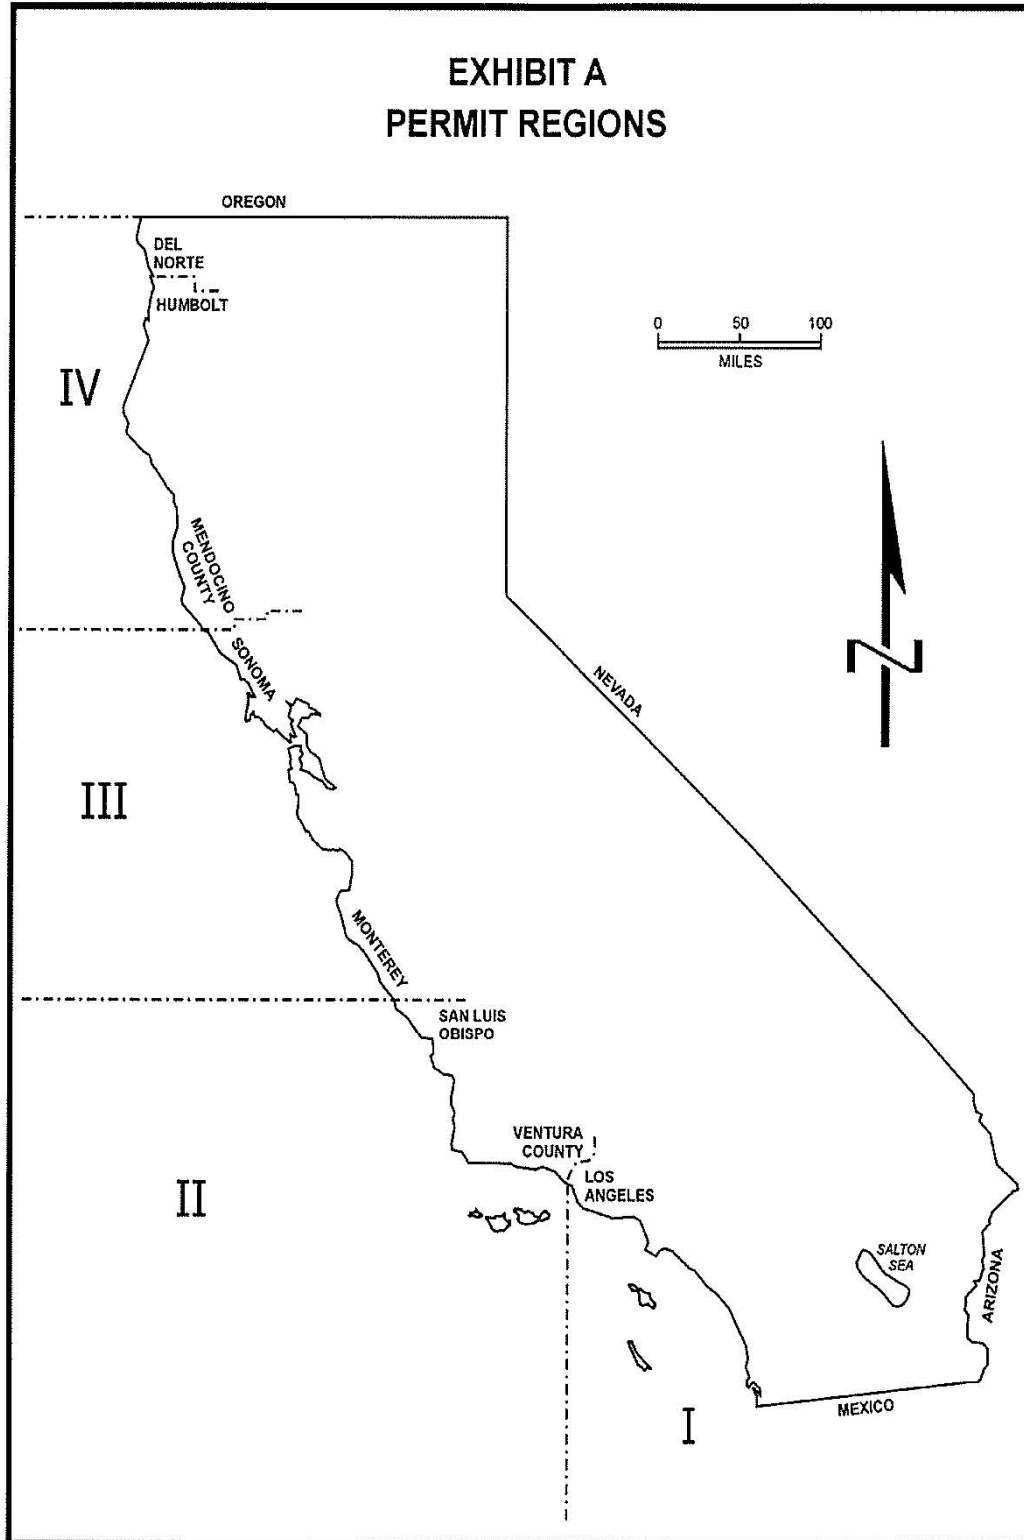 EXHIBIT A
PERMIT REGIONS
OREGON
DEL
NORTE
HUMBOLT
0 50 100
MILES
IV
MENDOCINO
COUNTY
SONOMA
NEVADA
N
III
MONTEREY
SAN LUIS
OBISPO
VENTURA
COUNTY
LOS
ANGELES
II
SALTON
SEA
ARIZONA
MEXICO
I